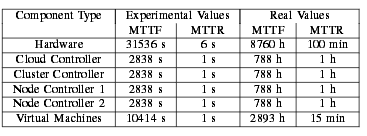 Component Type Experimental Values Real Values
MTTF MTTR MTTF MTTR
Hardware 31536 s 6 s 8760 h 100 min
Cloud Controller 2838 s 1 s 788 h 1 h
Cluster Controller 2838 s 1 s 788 h 1 h
Node Controller 1 2838 s 1 s 788 h 1 h
Node Controller 2 2838 s 1 s 788 h 1 h
Virtual Machines 10414 s 1 s 2893 h 15 min